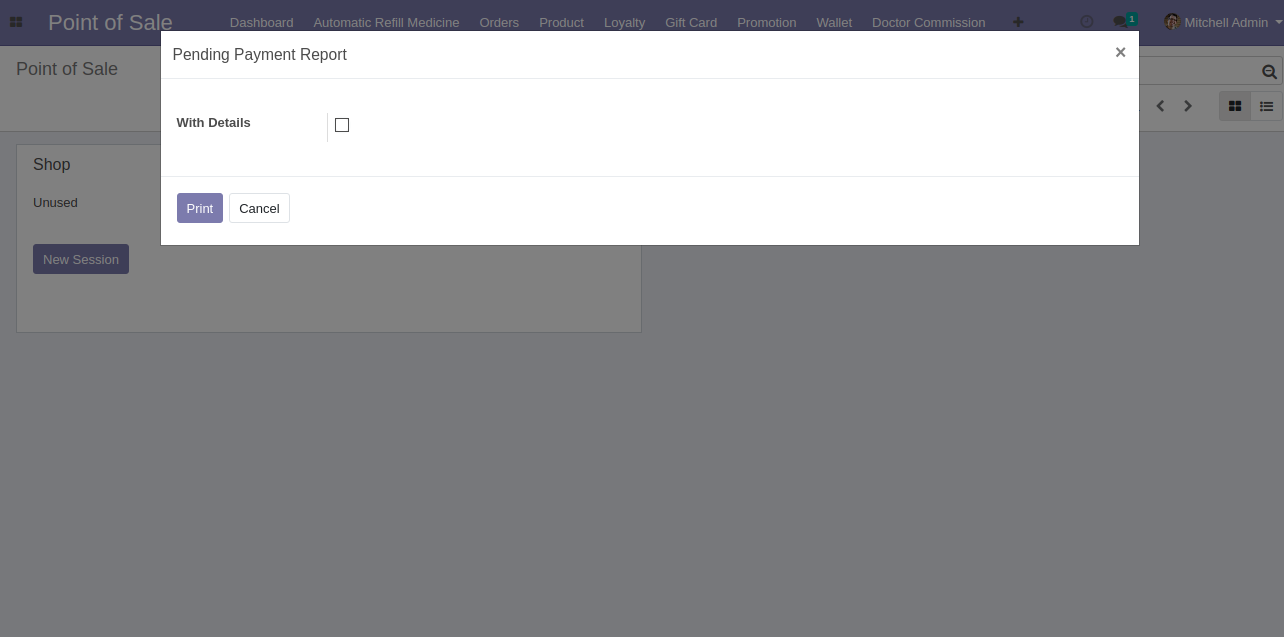 Point of Sale Dashboard Automatic Refill Medicine Orders Product Loyalty Gift Card Promotion Wallet Doctor Commission 1 Mitchell Admin
Pending Payment Report ×
Point of Sale
With Details
Shop
Unused
Print Cancel
New Session